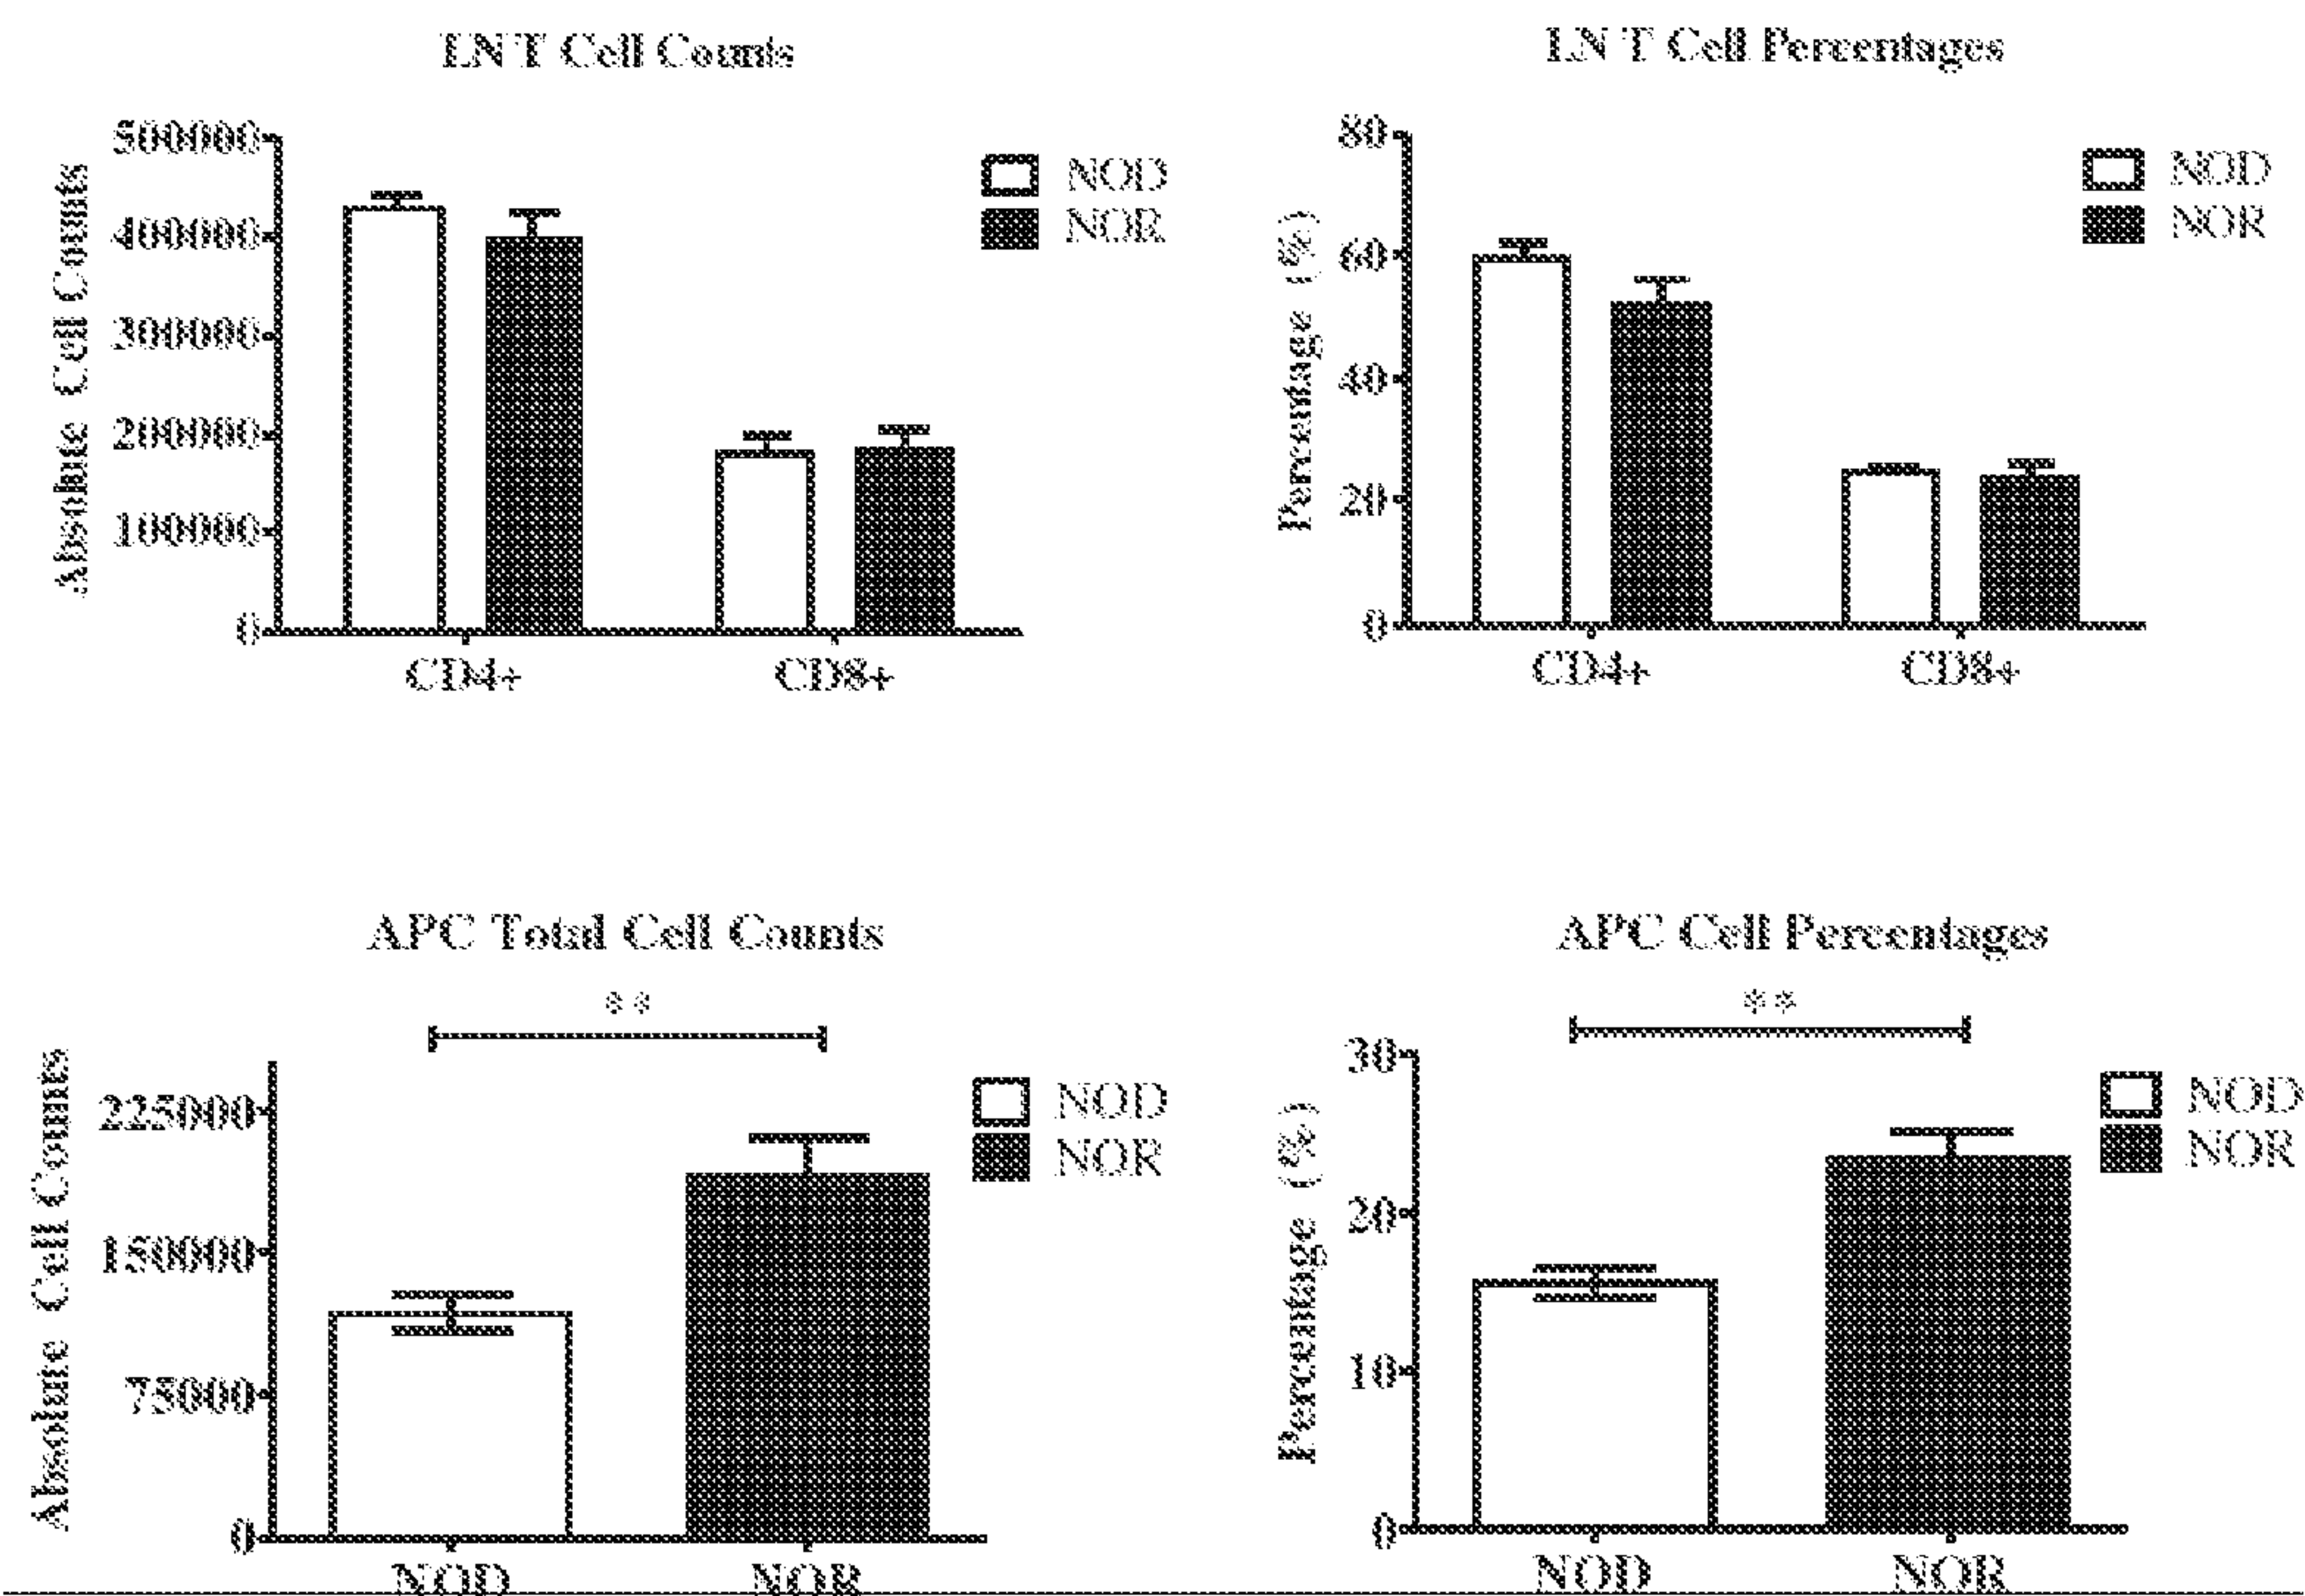 LN T Cell Counts
Absolute Cell Counts
500000
400000
300000
200000
100000
0
CD4+
CD8+
NOD
NOR
LN T Cell Percentages
Percentage (%)
80
60
40
20
0
CD4+
CD8+
NOD
NOR
APC Total Cell Counts
**
Absolute Cell Counts
225000
150000
75000
0
NOD
NOR
NOD
NOR
APC Cell Percentages
**
Percentage (%)
30
20
10
0
NOD
NOR
NOD
NOR